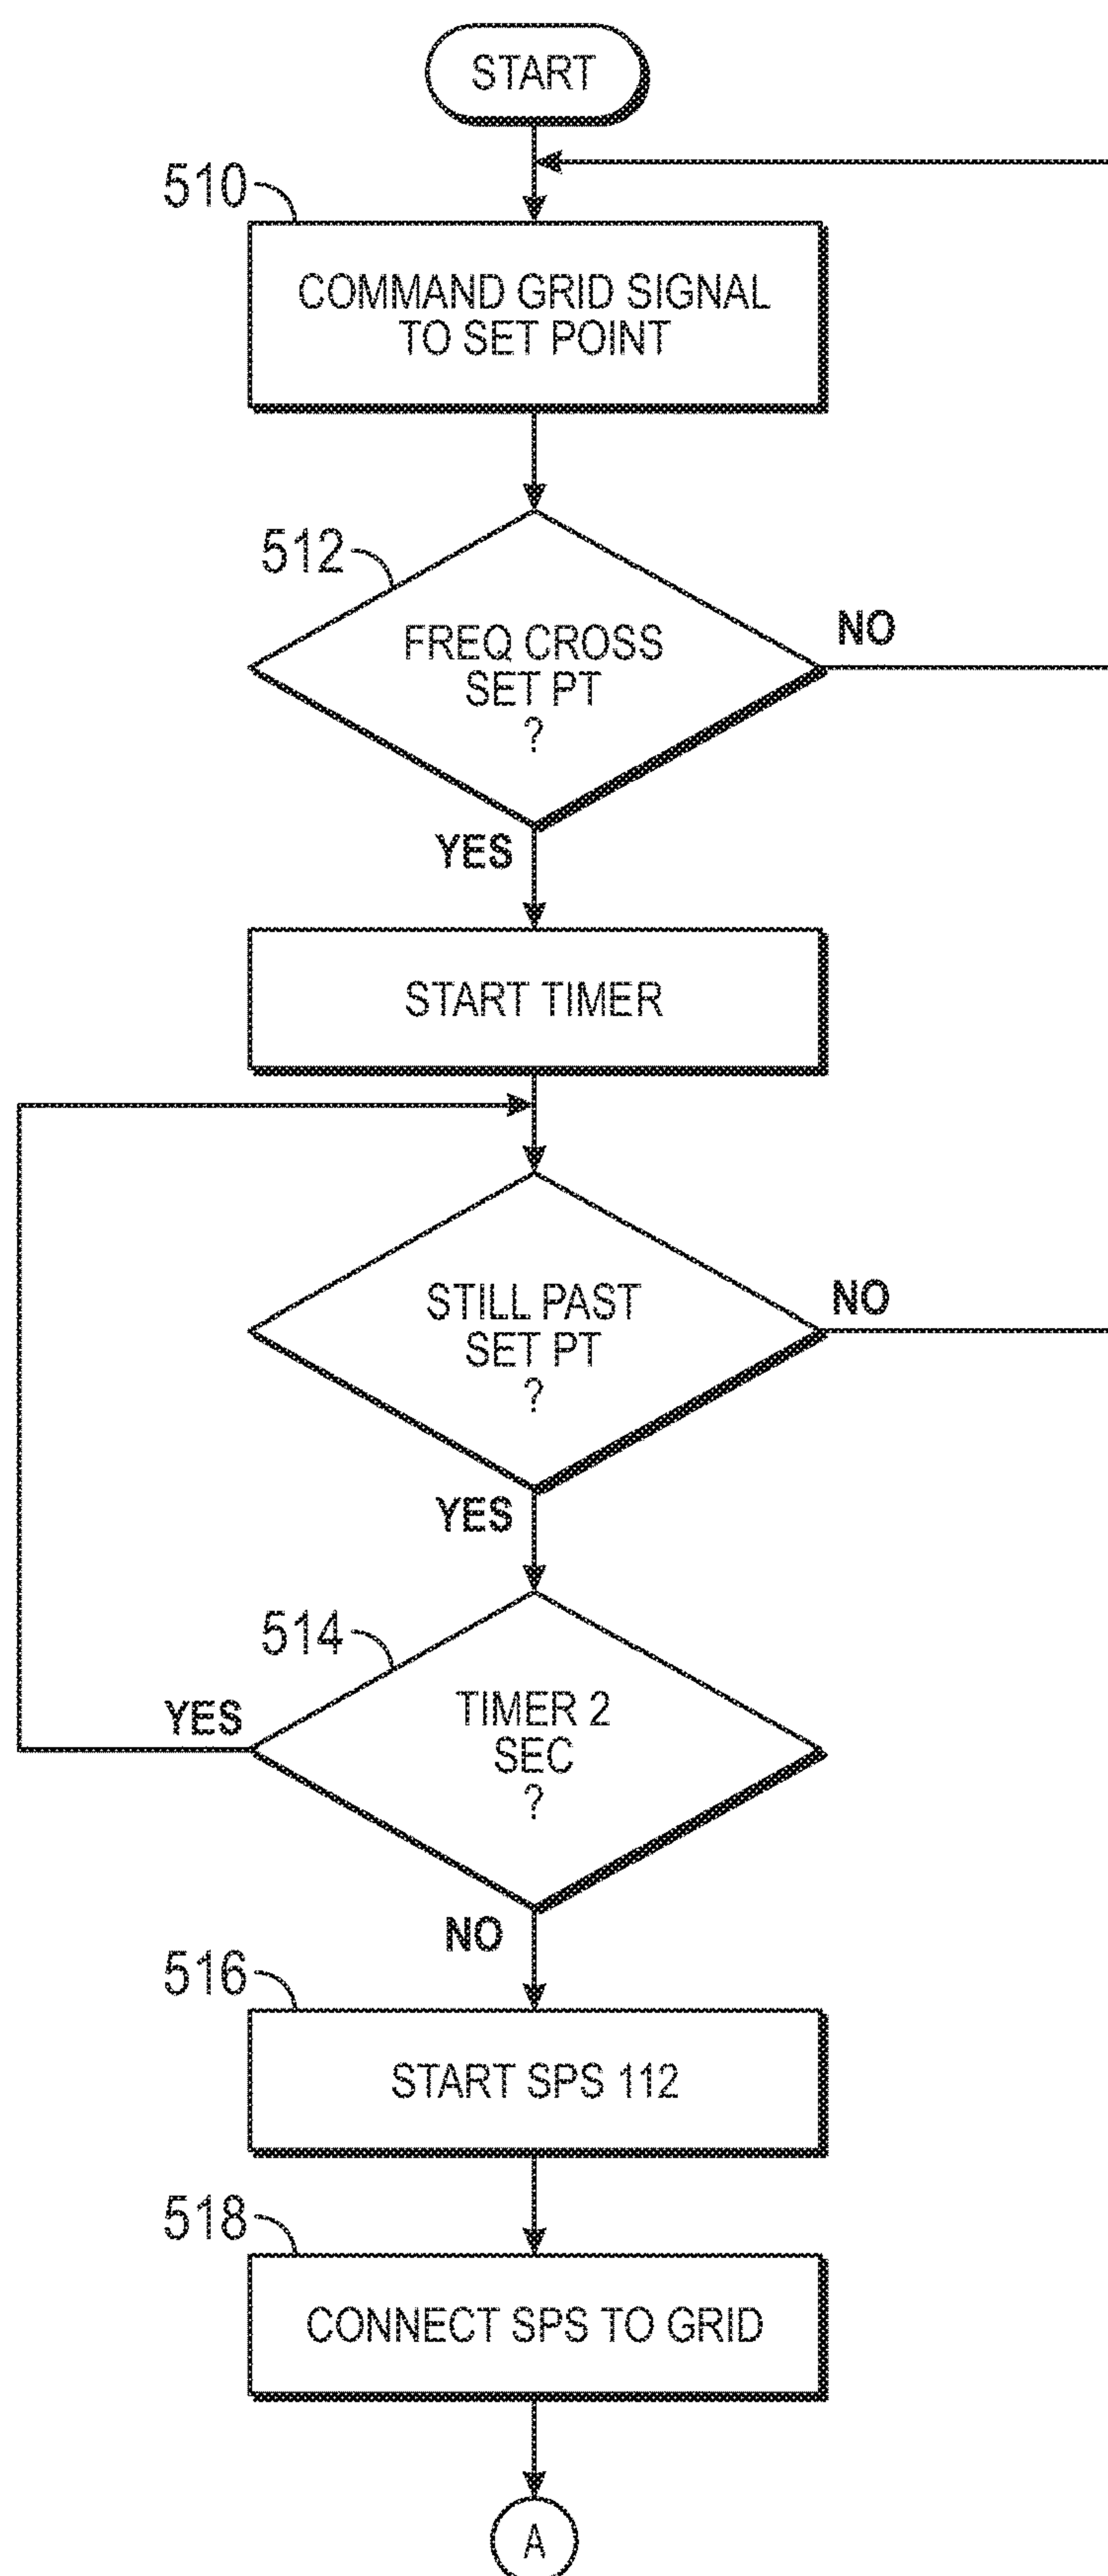 START
510
COMMAND GRID SIGNAL
TO SET POINT
512
FREQ CROSS
SET PT
?
NO
YES
START TIMER
STILL PAST
SET PT
?
NO
YES
514
TIMER 2
SEC
?
YES
NO
516
START SPS 112
518
CONNECT SPS TO GRID
A